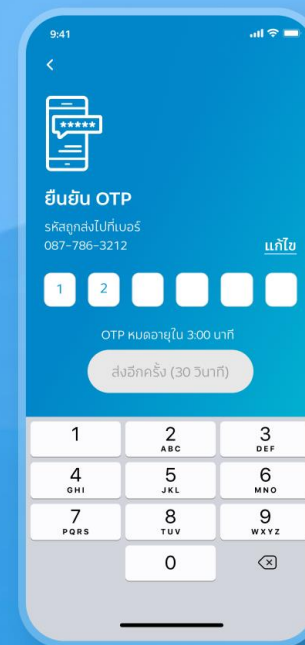 9:41
*****
ยืนยัน OTP
รหัสถูกส่งไปที่เบอร์
087-786-3212
แก้ไข
1 2
OTP หมดอายุใน 3:00 นาที
ส่งอีกครั้ง (30 วินาที)
1 2 3
ABC DEF
4 5 6
GHI JKL MNO
7 8 9
PQRS TUV WXYZ
0